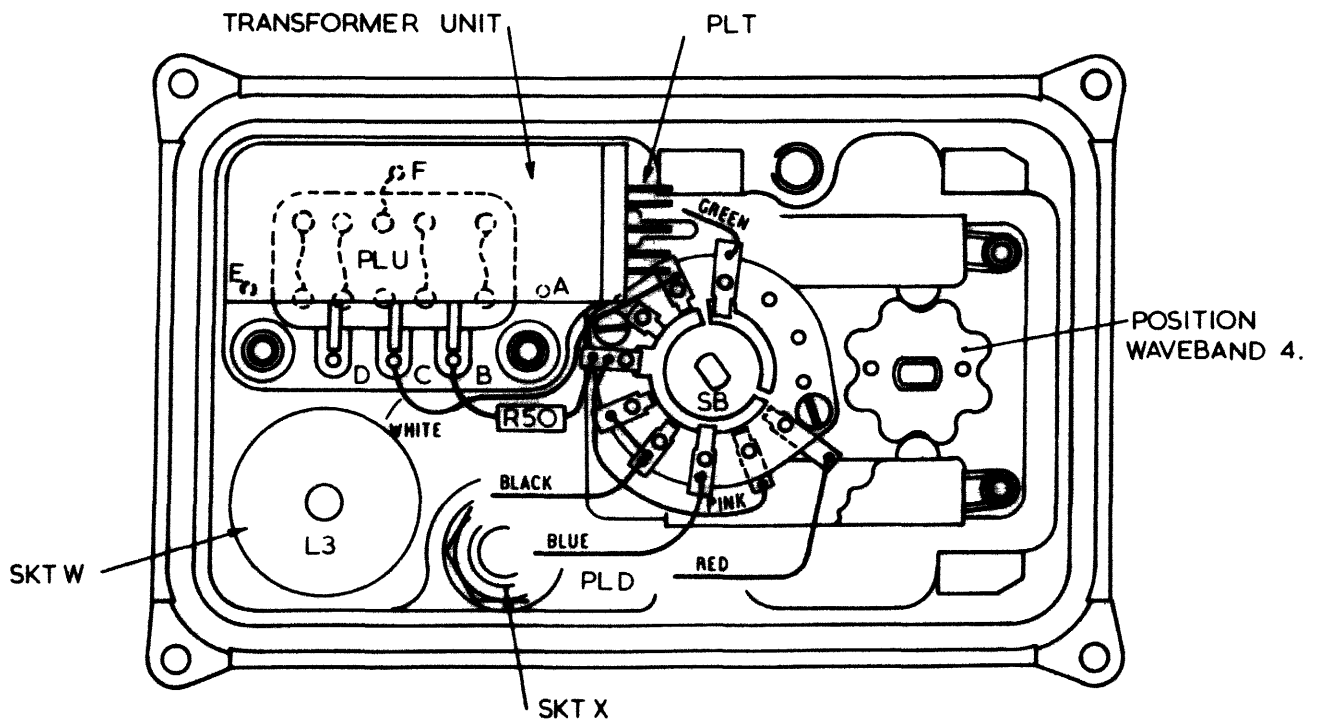 TRANSFORMER UNIT
PLT
F
GREEN
PLU
E
A
POSITION
WAVEBAND 4.
D
C
B
SB
R50
WHITE
BLACK
PINK
L3
BLUE
RED
SKT W
PLD
SKT X